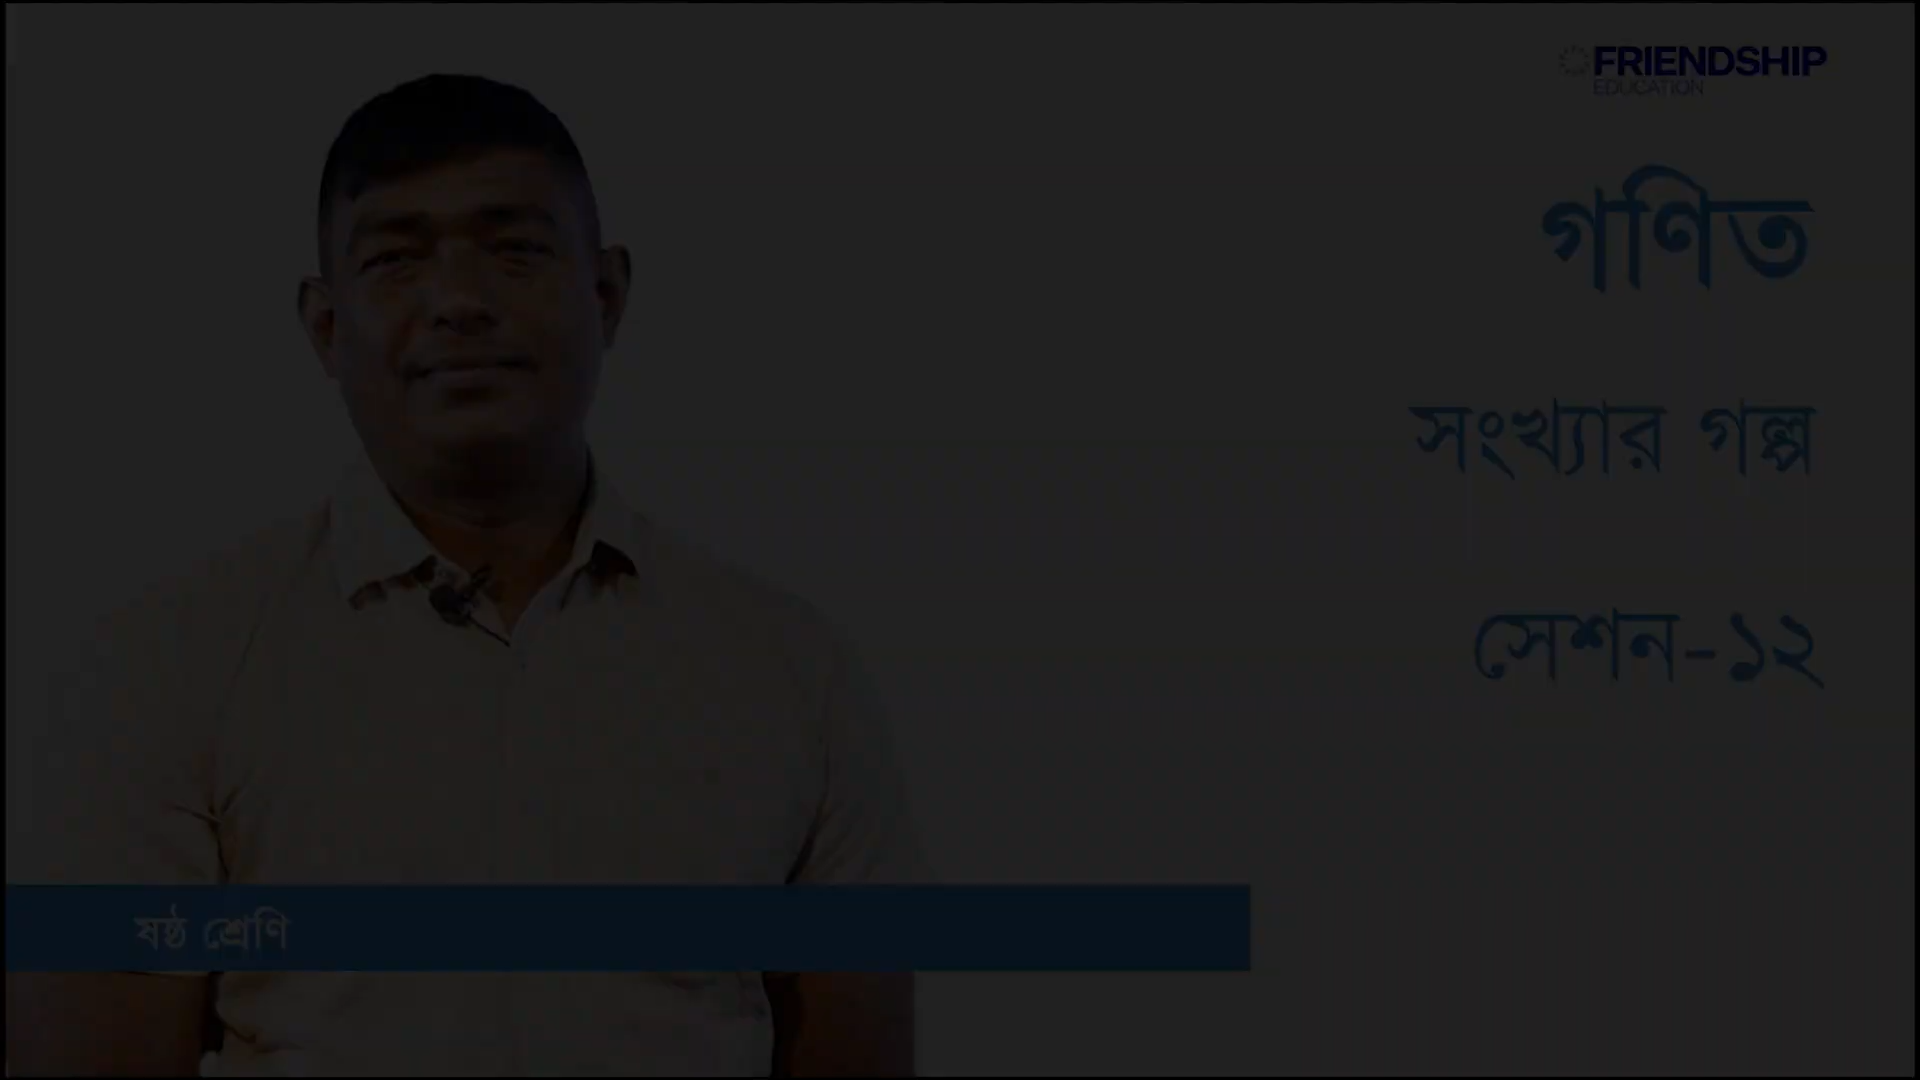 FRIENDSHIP
EDUCATION
গণিত
সংখ্যার গল্প
সেশন-১২
ষষ্ঠ শ্রেণি